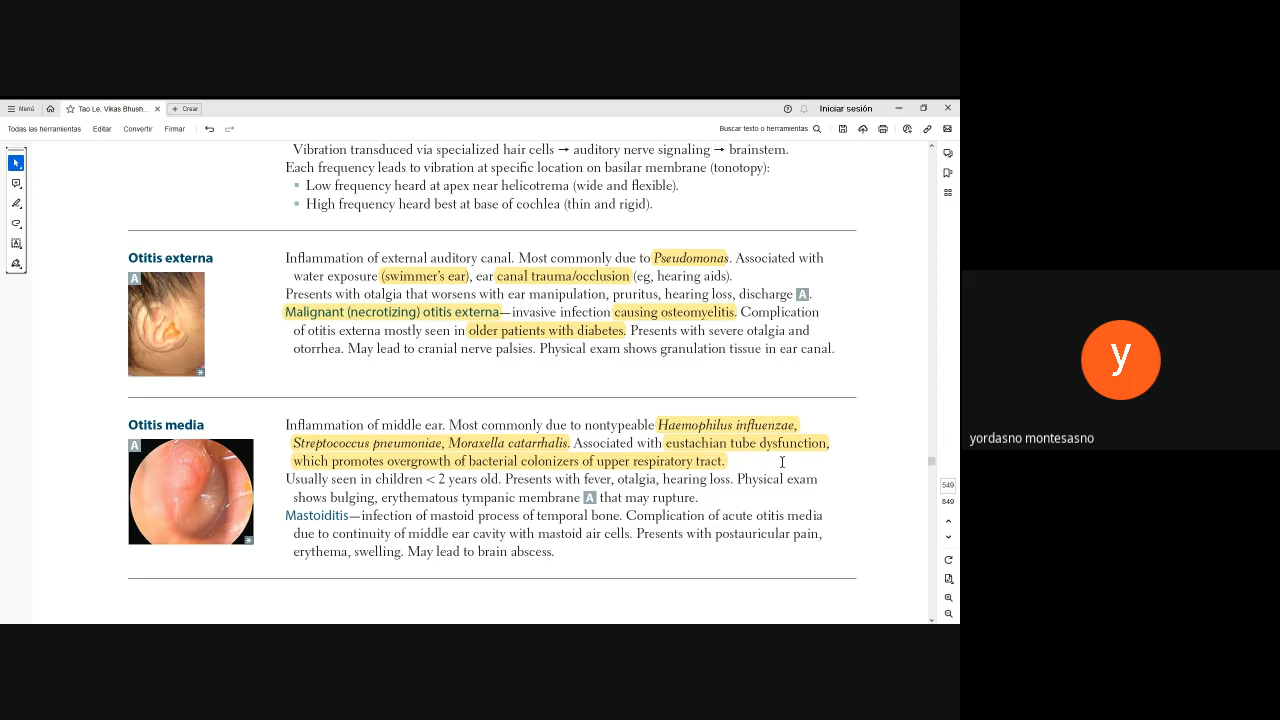 Menú
Tao Le, Vikas Bhush...
Crear
Iniciar sesión
Todas las herramientas
Editar
Convertir
Firmar
Buscar texto o herramientas
Vibration transduced via specialized hair cells → auditory nerve signaling → brainstem.
Each frequency leads to vibration at specific location on basilar membrane (tonotopy):
▪ Low frequency heard at apex near helicotrema (wide and flexible).
▪ High frequency heard best at base of cochlea (thin and rigid).
Otitis externa
A
Inflammation of external auditory canal. Most commonly due to Pseudomonas. Associated with
water exposure (swimmer's ear), ear canal trauma/occlusion (eg, hearing aids).
Presents with otalgia that worsens with ear manipulation, pruritus, hearing loss, discharge A.
Malignant (necrotizing) otitis externa—invasive infection causing osteomyelitis. Complication
of otitis externa mostly seen in older patients with diabetes. Presents with severe otalgia and
otorrhea. May lead to cranial nerve palsies. Physical exam shows granulation tissue in ear canal.
Otitis media
A
Inflammation of middle ear. Most commonly due to nontypeable Haemophilus influenzae,
Streptococcus pneumoniae, Moraxella catarrhalis. Associated with eustachian tube dysfunction,
which promotes overgrowth of bacterial colonizers of upper respiratory tract.
Usually seen in children < 2 years old. Presents with fever, otalgia, hearing loss. Physical exam
shows bulging, erythematous tympanic membrane A that may rupture.
Mastoiditis—infection of mastoid process of temporal bone. Complication of acute otitis media
due to continuity of middle ear cavity with mastoid air cells. Presents with postauricular pain,
erythema, swelling. May lead to brain abscess.
549
849
y
yordasno montesasno